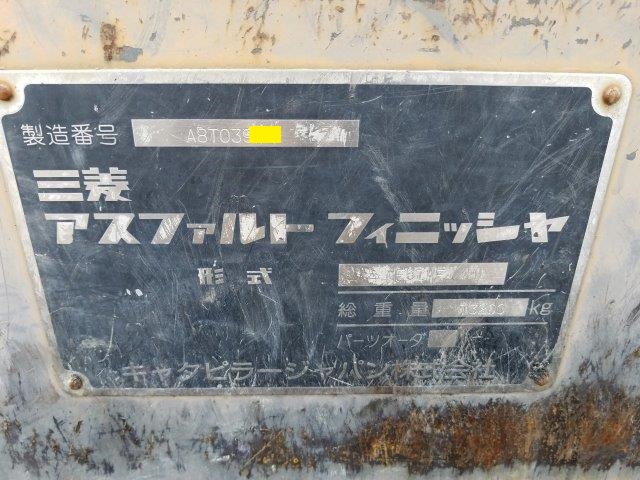 製造番号 ABT039
三菱
アスファルト フィニッシャ
形式
総重量 kg
パーツオーダ
キャタピラージャパン株式会社